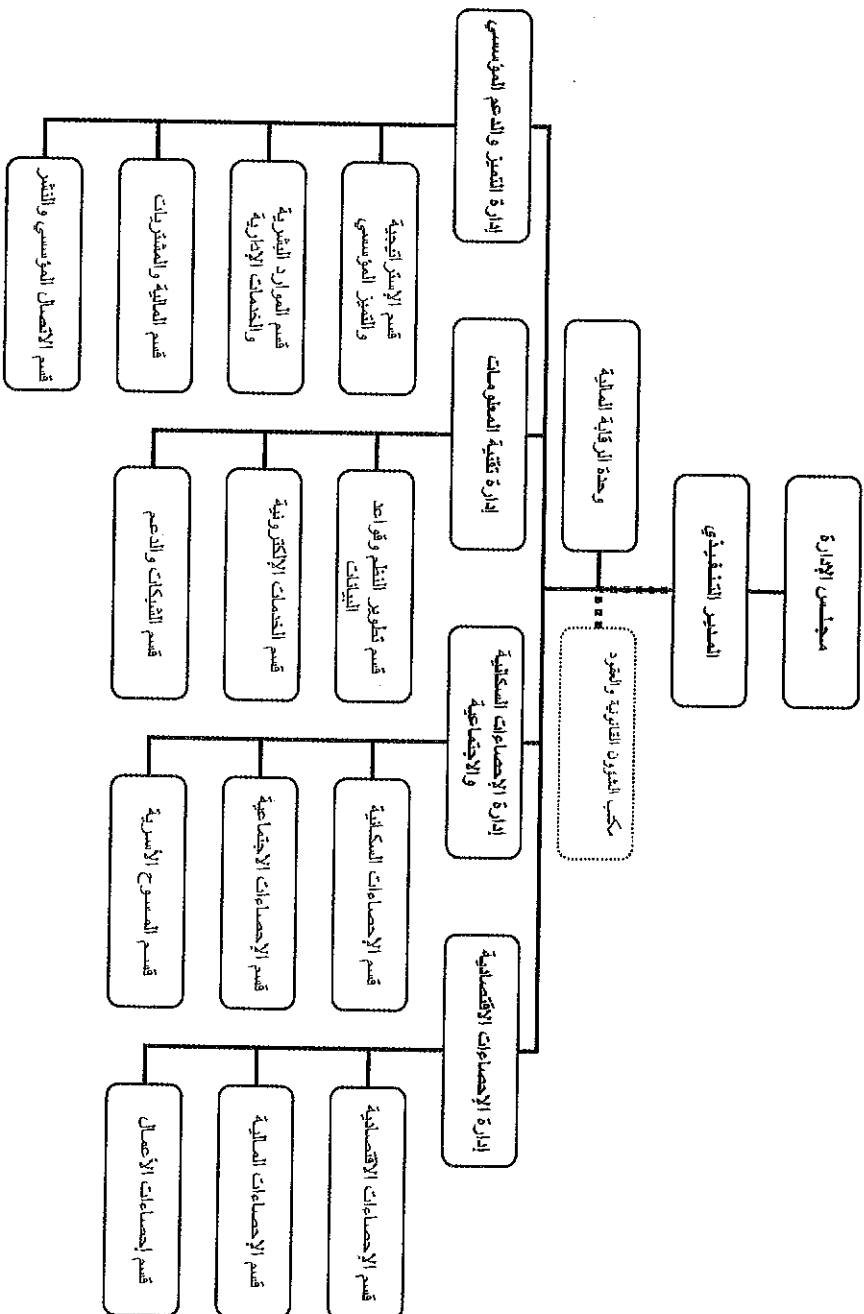 مجلس الإدارة
المدير التنفيذي
مكتب الشؤون القانونية والعقود
وحدة الرقابة المالية
إدارة الإحصاءات الاقتصادية
قسم الإحصاءات الاقتصادية
قسم الإحصاءات المالية
قسم إحصاءات الأعمال
إدارة الإحصاءات السكانية
والاجتماعية
قسم الإحصاءات السكانية
قسم الإحصاءات الاجتماعية
قسم المسوح الأسرية
إدارة تقنية المعلومات
قسم تطوير النظم وقواعد
البيانات
قسم الخدمات الإلكترونية
قسم الشبكات والدعم
إدارة التميز والدعم المؤسسي
قسم الإستراتيجية
والتميز المؤسسي
قسم الموارد البشرية
والخدمات الإدارية
قسم المالية والمشتريات
قسم الاتصال المؤسسي والنشر